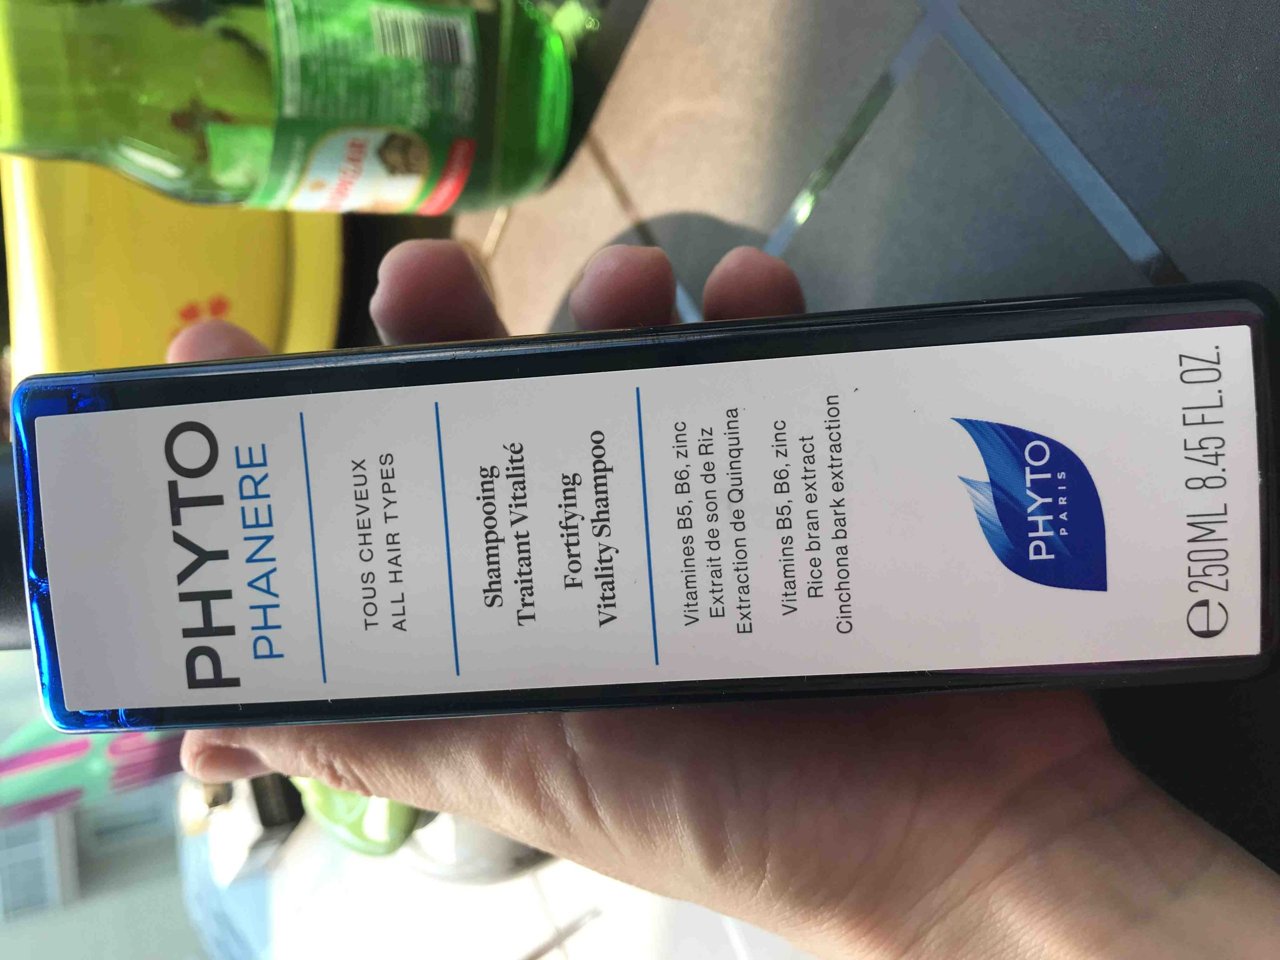 PHYTO
PHANERE
TOUS CHEVEUX
ALL HAIR TYPES
Shampooing
Traitant Vitalité
Fortifying
Vitality Shampoo
Vitamines B5, B6, zinc
Extrait de son de Riz
Extraction de Quinquina
Vitamins B5, B6, zinc
Rice bran extract
Cinchona bark extraction
PHYTO
PARIS
e250ML 8.45 FL.OZ.